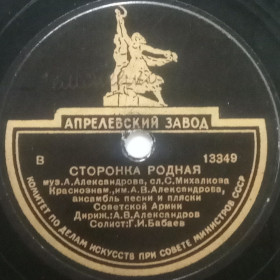 АПРЕЛЕВСКИЙ ЗАВОД
В 13349
СТОРОНКА РОДНАЯ
муз.А.Александрова, сл.С.Михалкова
Краснознам.им.А.В.Александрова,
ансамбль песни и пляски
Советской Армии
Дириж.:А.В.Александров
Солист:Г.И.Бабаев
КОМИТЕТ ПО ДЕЛАМ ИСКУССТВ ПРИ СОВЕТЕ МИНИСТРОВ СССР